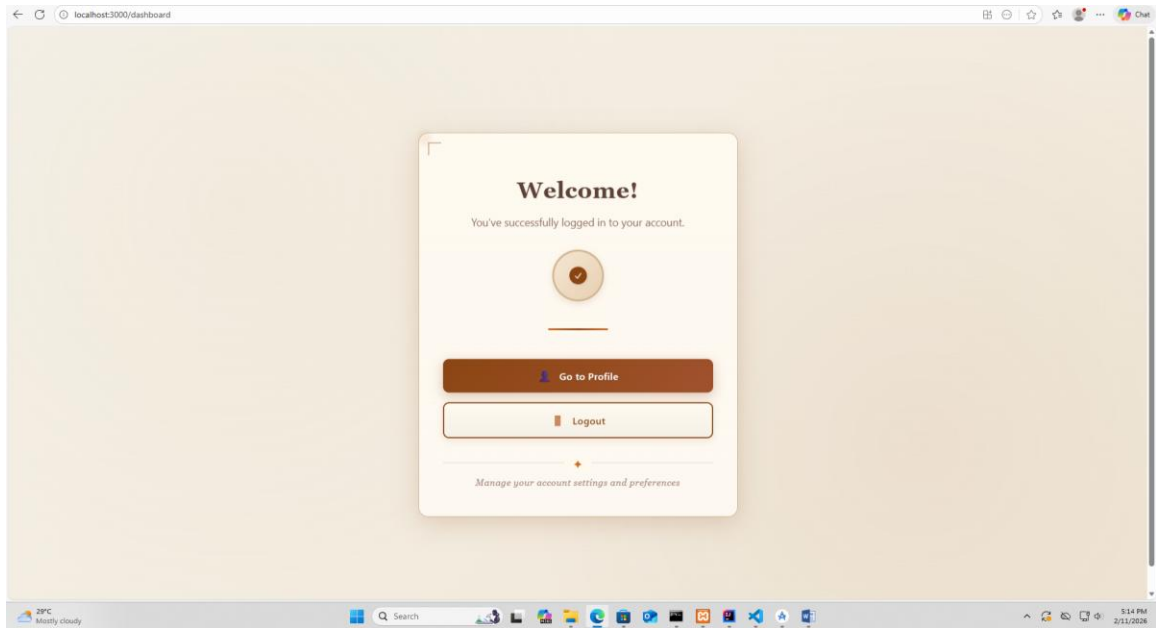 localhost:3000/dashboard
Chat
Welcome!
You've successfully logged in to your account.
Go to Profile
Logout
Manage your account settings and preferences
29°C
Mostly cloudy
Search
5:14 PM
2/11/2026